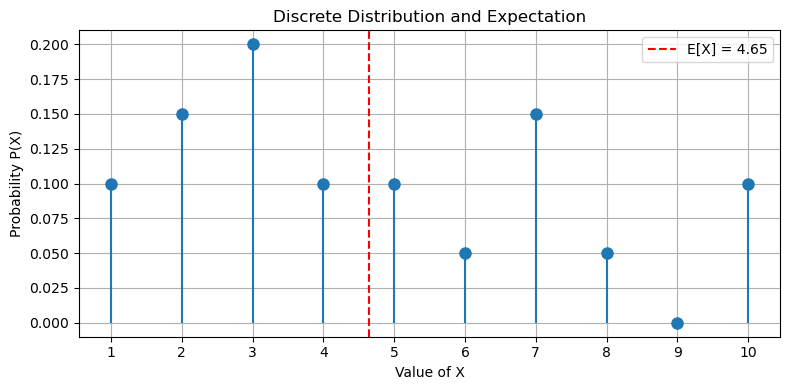 Discrete Distribution and Expectation
E[X] = 4.65
Probability P(X)
0.200
0.175
0.150
0.125
0.100
0.075
0.050
0.025
0.000
1 2 3 4 5 6 7 8 9 10
Value of X